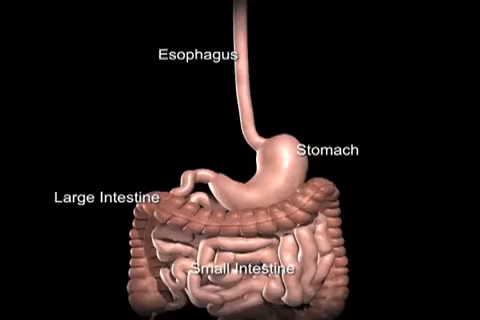 Esophagus
Stomach
Large Intestine
Small Intestine